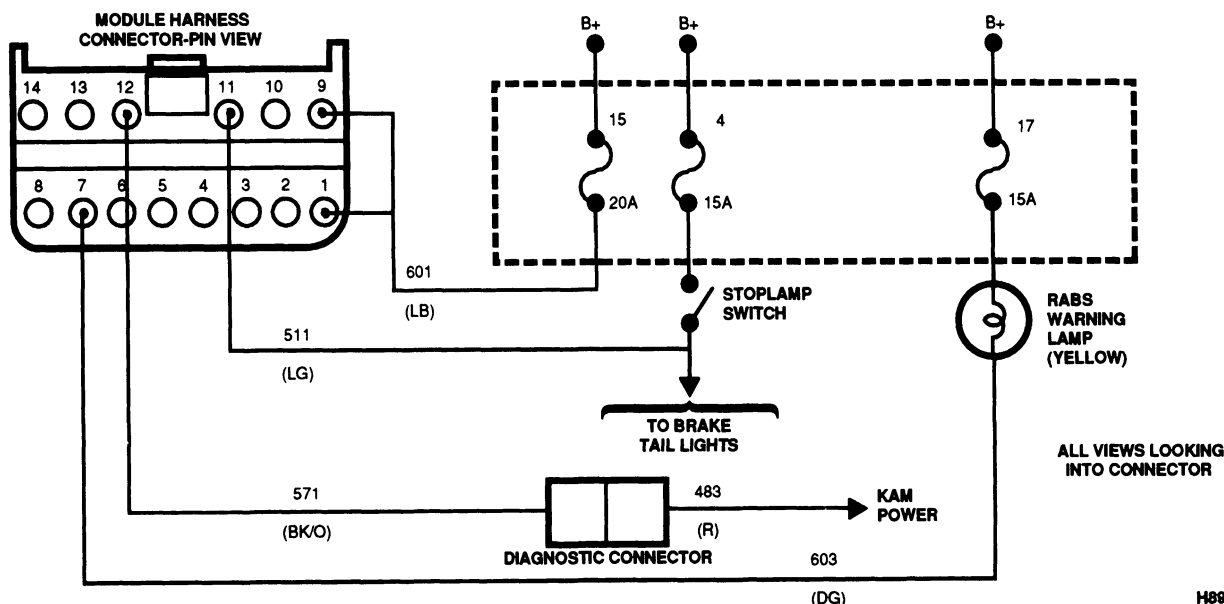 MODULE HARNESS
CONNECTOR-PIN VIEW
B+
B+
B+
14 13 12 11 10 9
15
4
17
8 7 6 5 4 3 2 1
20A
15A
15A
601
(LB)
STOPLAMP
SWITCH
RABS
WARNING
LAMP
(YELLOW)
511
(LG)
TO BRAKE
TAIL LIGHTS
ALL VIEWS LOOKING
INTO CONNECTOR
571
(BK/O)
483
(R)
KAM
POWER
DIAGNOSTIC CONNECTOR
603
(DG)
H89